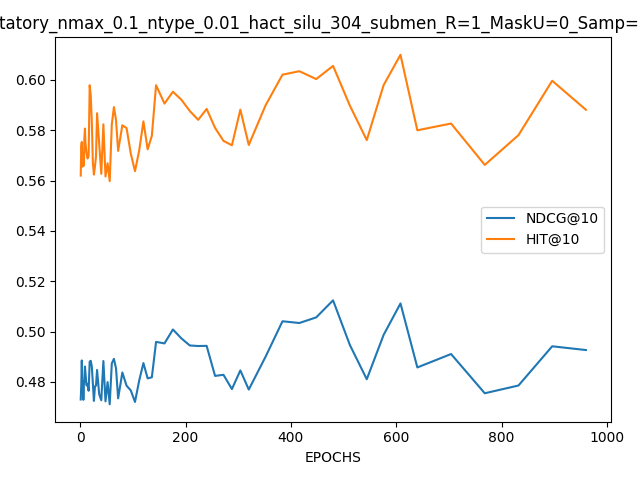 tatory_nmax_0.1_ntype_0.01_hact_silu_304_submen_R=1_MaskU=0_Samp=
0.60
0.58
0.56
0.54
0.52
0.50
0.48
NDCG@10
HIT@10
0 200 400 600 800 1000
EPOCHS